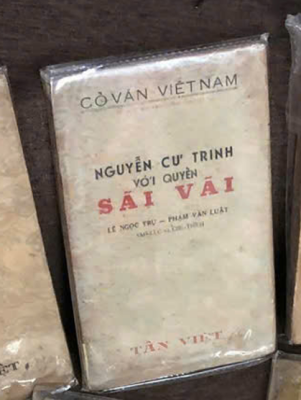 CỔ VĂN VIỆT NAM
NGUYỄN CƯ TRINH
VỚI QUYỂN
SÃI VÃI
LÊ NGỌC TRỤ — PHẠM VĂN LUẬT
TÂN VIỆT